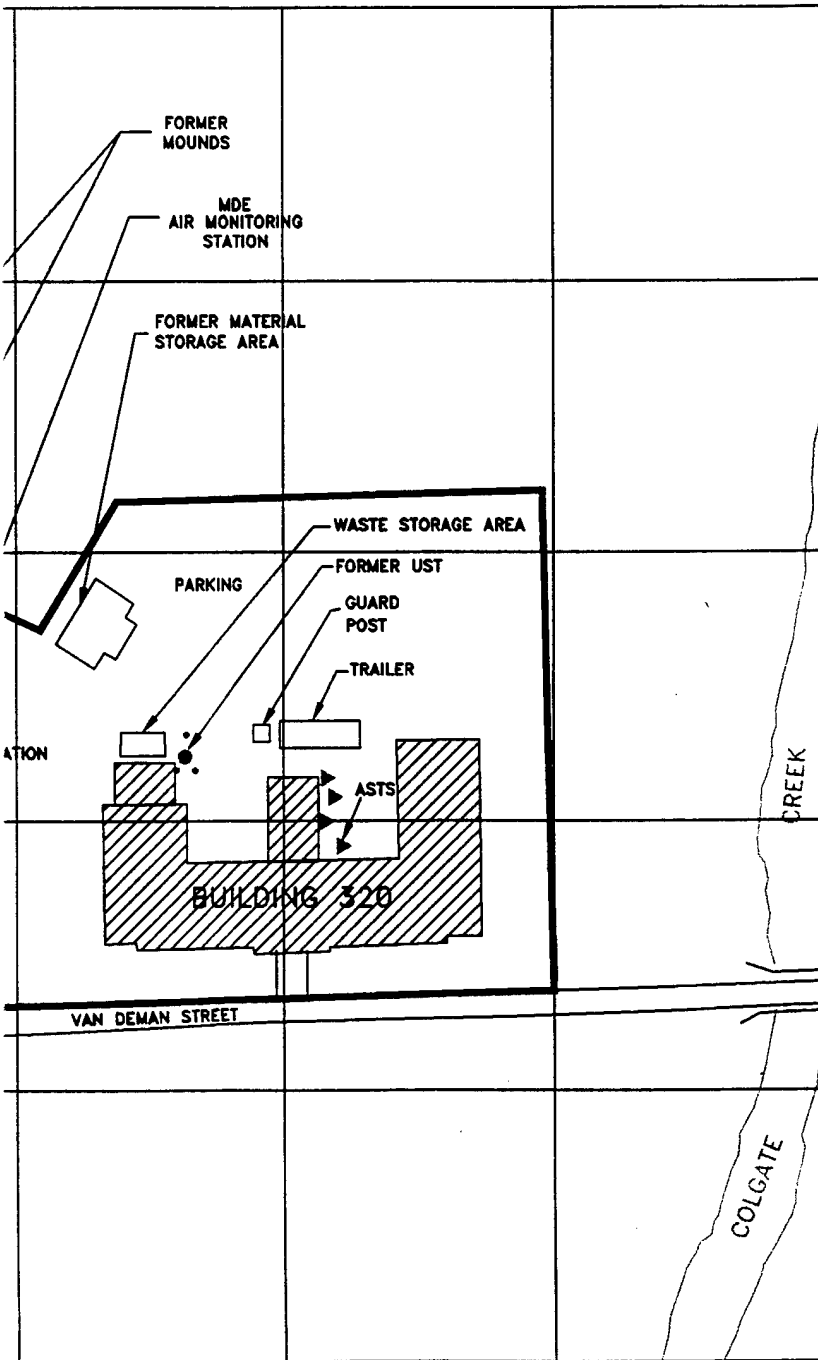 FORMER
MOUNDS
MDE
AIR MONITORING
STATION
FORMER MATERIAL
STORAGE AREA
WASTE STORAGE AREA
PARKING
FORMER UST
GUARD
POST
TRAILER
ATION
ASTS
CREEK
BUILDING 320
VAN DEMAN STREET
COLGATE